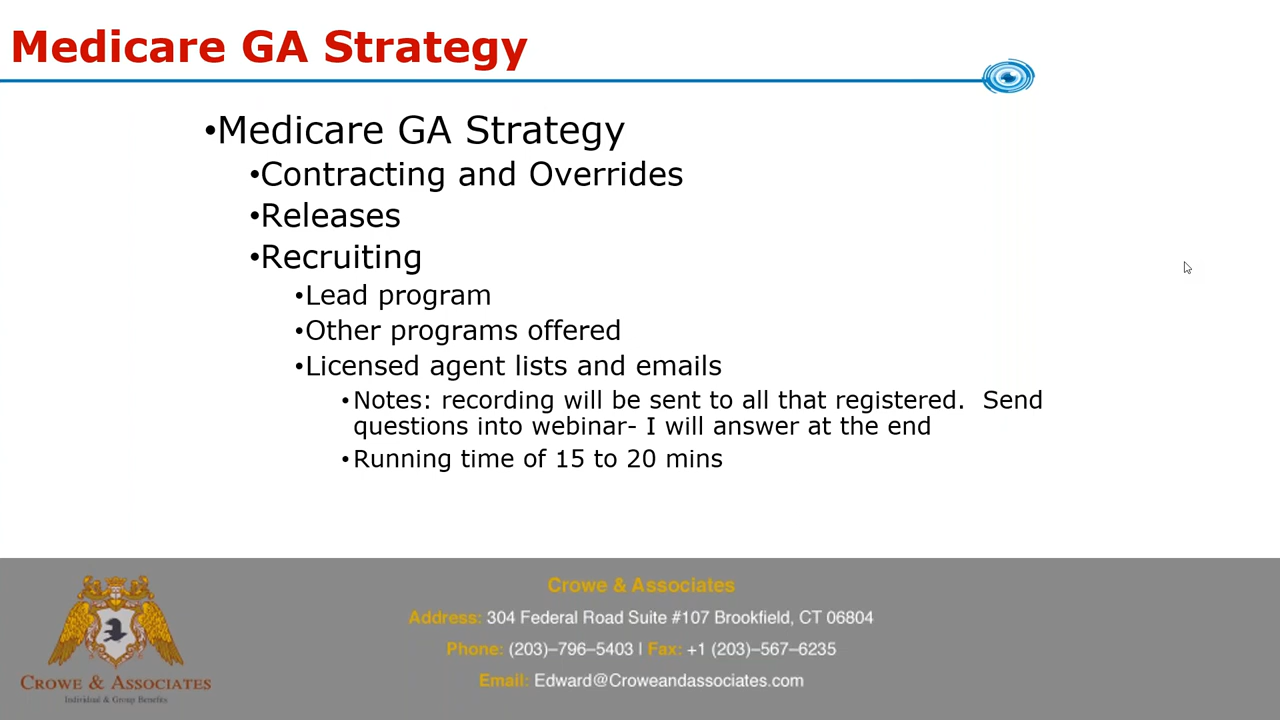 Medicare GA Strategy
•Medicare GA Strategy
•Contracting and Overrides
•Releases
•Recruiting
•Lead program
•Other programs offered
•Licensed agent lists and emails
•Notes: recording will be sent to all that registered.  Send
questions into webinar- I will answer at the end
•Running time of 15 to 20 mins
Crowe & Associates
Address: 304 Federal Road Suite #107 Brookfield, CT 06804
Phone: (203)–796–5403 | Fax: +1 (203)–567–6235
Email: Edward@Croweandassociates.com
Crowe & Associates
Individual & Group Benefits